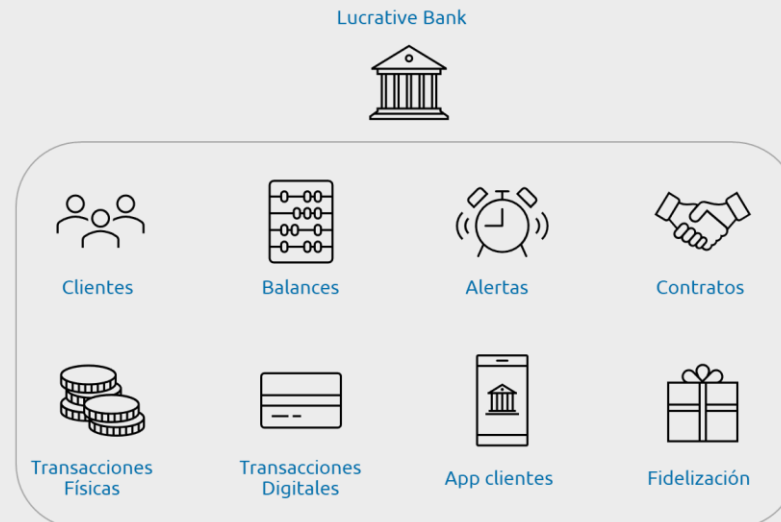 Lucrative Bank
Clientes
Balances
Alertas
Contratos
Transacciones
Físicas
Transacciones
Digitales
App clientes
Fidelización